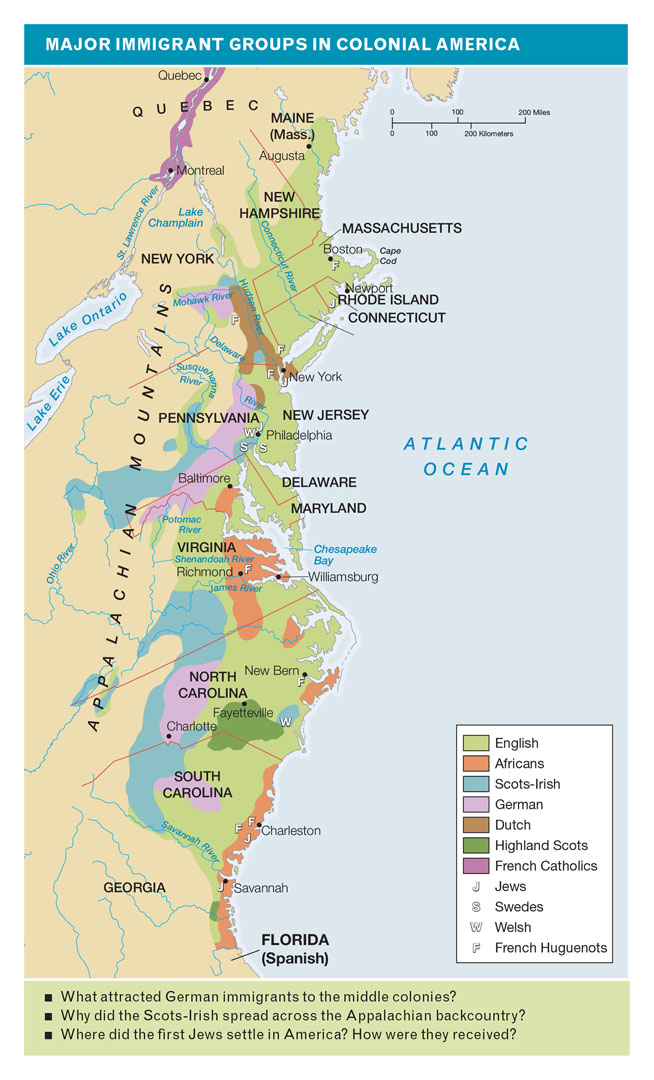 MAJOR IMMIGRANT GROUPS IN COLONIAL AMERICA
Quebec
QUEBEC
MAINE
(Mass.)
Augusta
0 100 200 Miles
0 100 200 Kilometers
Montreal
St. Lawrence River
Lake
Champlain
NEW
HAMPSHIRE
Connecticut River
MASSACHUSETTS
Boston
F
Cape
Cod
NEW YORK
Mohawk River
Hudson River
F
Newport
J
RHODE ISLAND
CONNECTICUT
Lake Ontario
Lake Erie
APPALACHIAN MOUNTAINS
Delaware
River
Susquehanna
River
F
F
J
New York
PENNSYLVANIA
NEW JERSEY
W
J
Philadelphia
S
S
ATLANTIC
OCEAN
Baltimore
DELAWARE
MARYLAND
Potomac
River
Ohio River
VIRGINIA
Shenandoah River
Chesapeake
Bay
Richmond
F
Williamsburg
James River
New Bern
F
NORTH
CAROLINA
Fayetteville
W
Charlotte
SOUTH
CAROLINA
F
F
J
Charleston
Savannah River
J
Savannah
GEORGIA
FLORIDA
(Spanish)
English
Africans
Scots-Irish
German
Dutch
Highland Scots
French Catholics
J Jews
S Swedes
W Welsh
F French Huguenots
■ What attracted German immigrants to the middle colonies?
■ Why did the Scots-Irish spread across the Appalachian backcountry?
■ Where did the first Jews settle in America? How were they received?